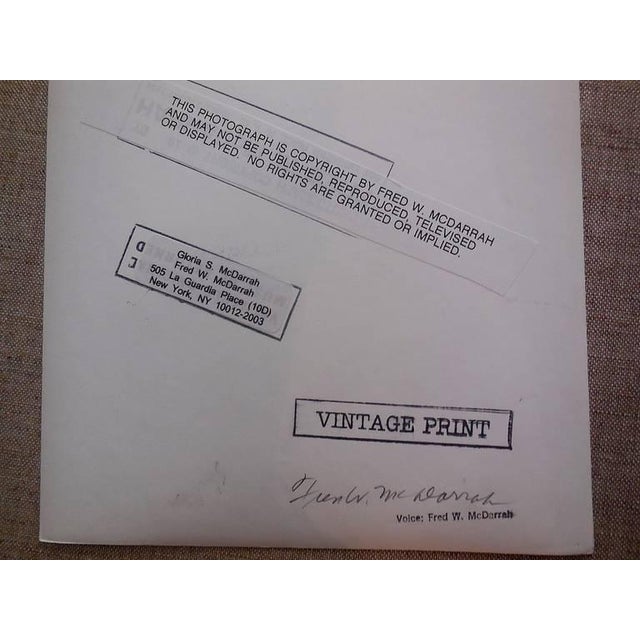 THIS PHOTOGRAPH IS COPYRIGHT BY FRED W. MCDARRAH
AND MAY NOT BE PUBLISHED, REPRODUCED, TELEVISED
OR DISPLAYED. NO RIGHTS ARE GRANTED OR IMPLIED.
Gloria S. McDarrah
Fred W. McDarrah
505 La Guardia Place (10D)
New York, NY 10012-2003
VINTAGE PRINT
Fred W. McDarrah
Voice: Fred W. McDarrah